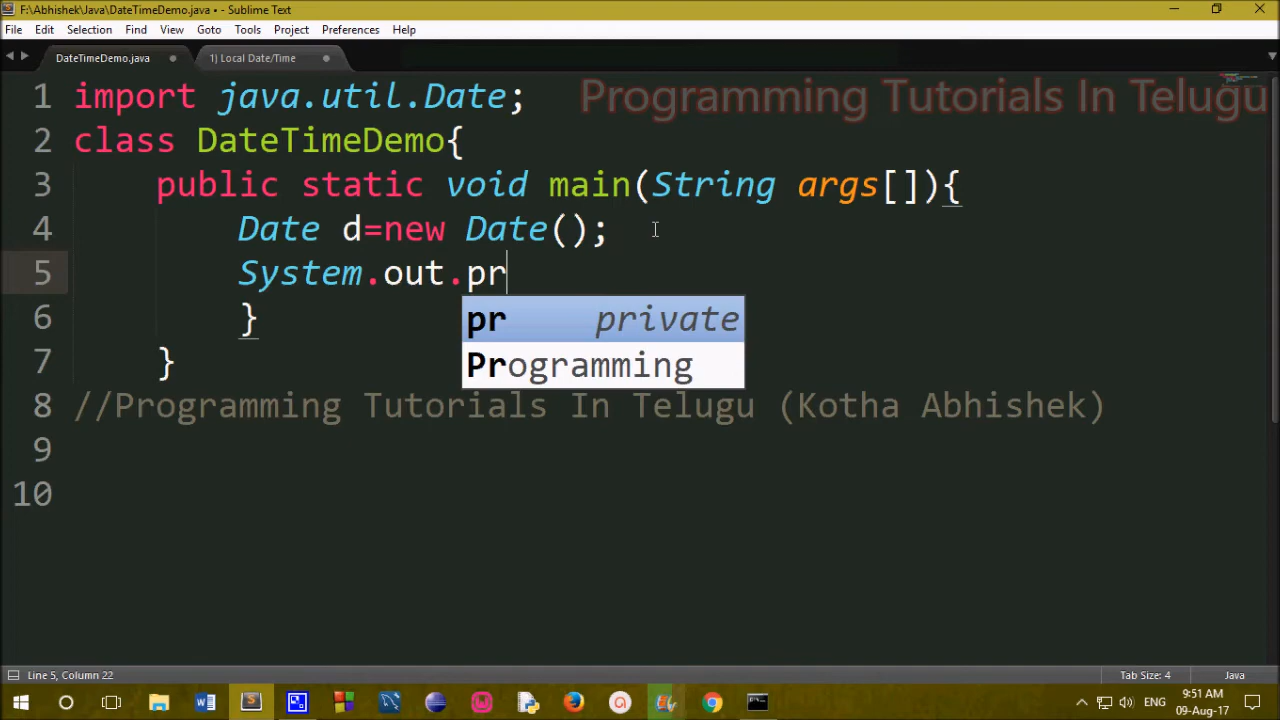 F:\Abhishek\Java\DateTimeDemo.java • - Sublime Text
File Edit Selection Find View Goto Tools Project Preferences Help
DateTimeDemo.java 1) Local Date/Time
Programming Tutorials In Telugu
1 import java.util.Date;
2 class DateTimeDemo{
3 public static void main(String args[]){
4 Date d=new Date();
5 System.out.pr
pr private
Programming
6 }
7 }
8 //Programming Tutorials In Telugu (Kotha Abhishek)
9
10
Line 5, Column 22 Tab Size: 4 Java
ENG 9:51 AM
09-Aug-17